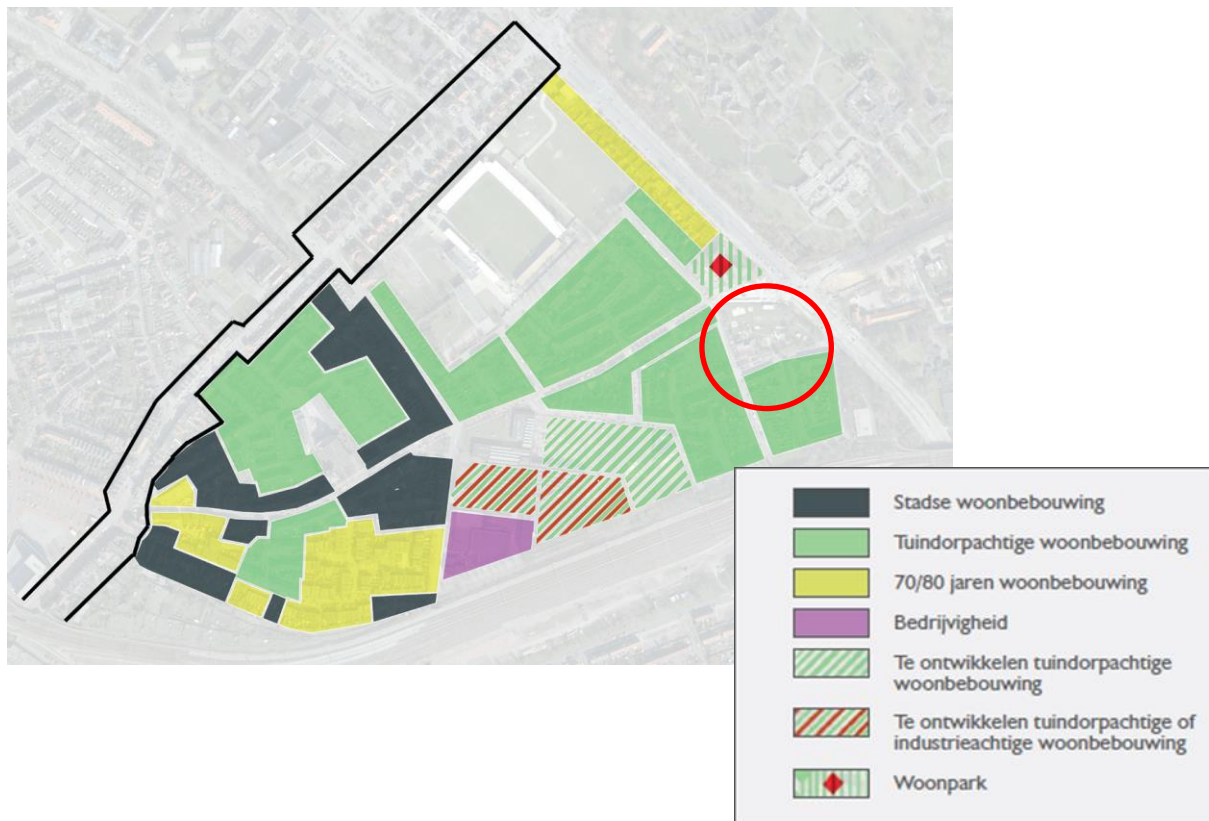 Stadse woonbebouwing
Tuindorpachtige woonbebouwing
70/80 jaren woonbebouwing
Bedrijvigheid
Te ontwikkelen tuindorpachtige
woonbebouwing
Te ontwikkelen tuindorpachtige of
industrieachtige woonbebouwing
Woonpark